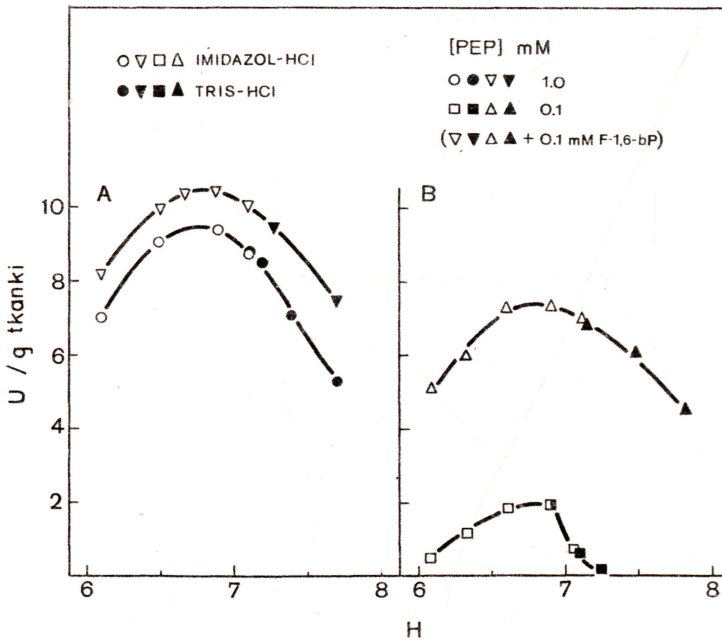 ○▽□△ IMIDAZOL-HCl
●▼■▲ TRIS-HCl
[PEP] mM
○●▽▼ 1.0
□■△▲ 0.1
(▽▼△▲ + 0.1 mM F-1,6-bP)
A
B
10
8
6
4
2
U / g tkanki
6
7
8
6
7
8
H